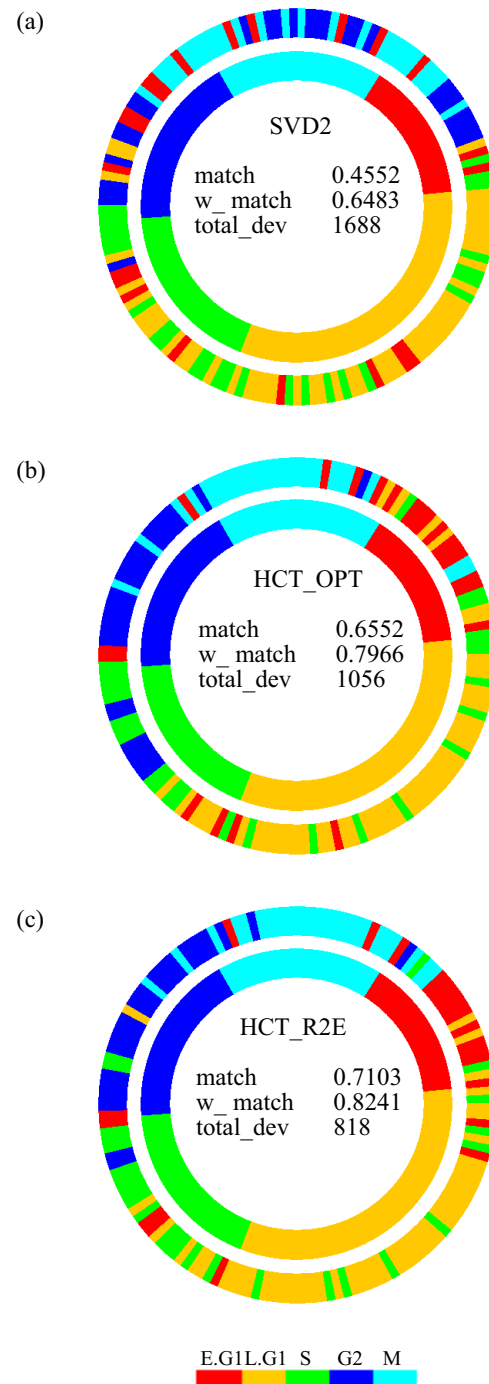 (a)
SVD2
match 0.4552
w_ match 0.6483
total_dev 1688
(b)
HCT_OPT
match 0.6552
w_ match 0.7966
total_dev 1056
(c)
HCT_R2E
match 0.7103
w_ match 0.8241
total_dev 818
E.G1 L.G1 S G2 M